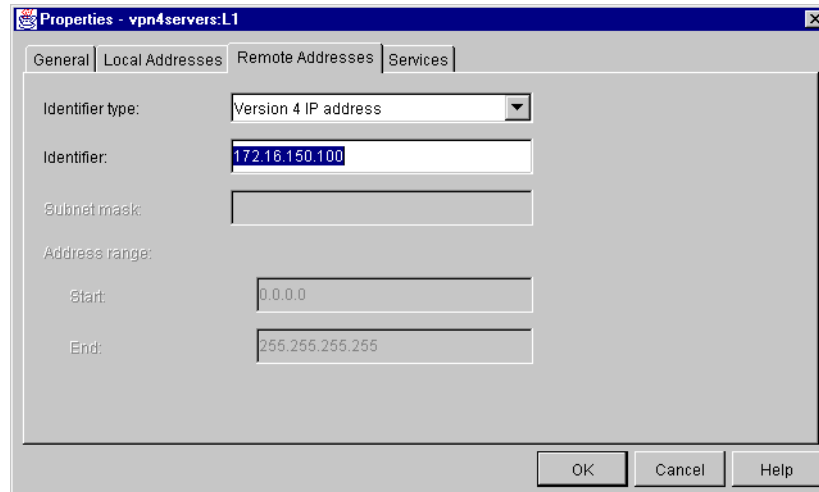 Properties - vpn4servers:L1
General Local Addresses Remote Addresses Services
Identifier type: Version 4 IP address
Identifier: 172.16.150.100
Subnet mask:
Address range:
Start: 0.0.0.0
End: 255.255.255.255
OK Cancel Help